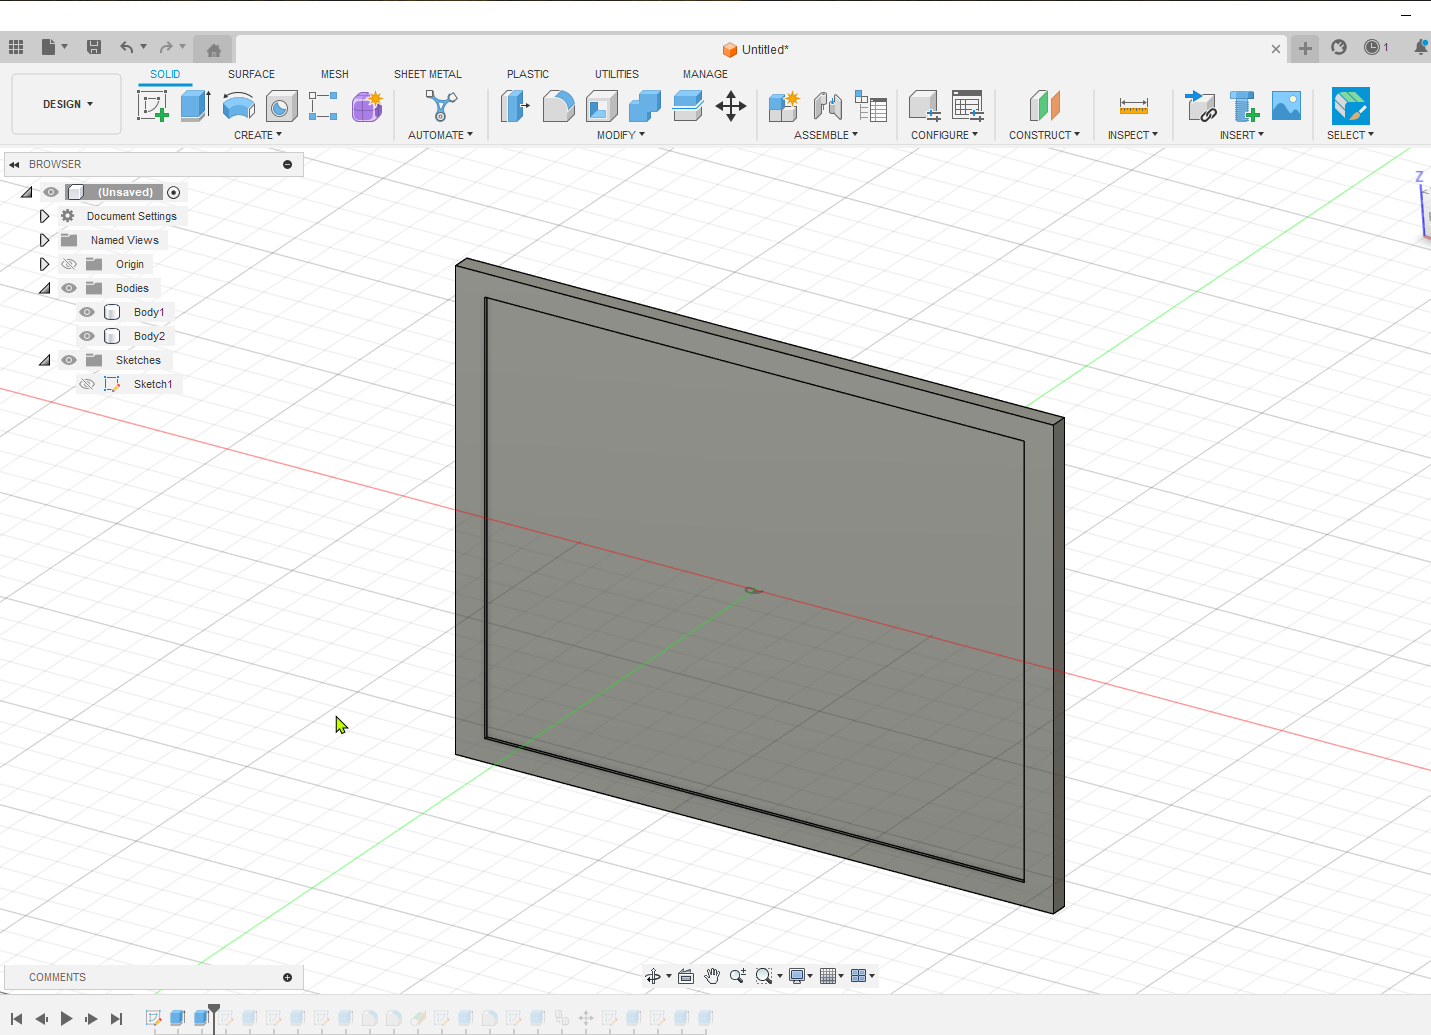 Untitled*
1
SOLID SURFACE MESH SHEET METAL PLASTIC UTILITIES MANAGE
DESIGN
CREATE AUTOMATE MODIFY ASSEMBLE CONFIGURE CONSTRUCT INSPECT INSERT SELECT
BROWSER
(Unsaved)
Document Settings
Named Views
Origin
Bodies
Body1
Body2
Sketches
Sketch1
Z
COMMENTS